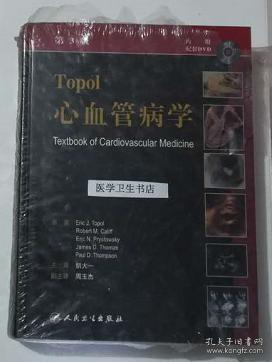 第3版
内附
配套DVD
Topol
心血管病学
Textbook of Cardiovascular Medicine
医学卫生书店
Eric J. Topol
Robert M. Califf
Eric N. Prystowsky
James D. Thomas
Paul D. Thompson
胡大一
周玉杰
人民卫生出版社